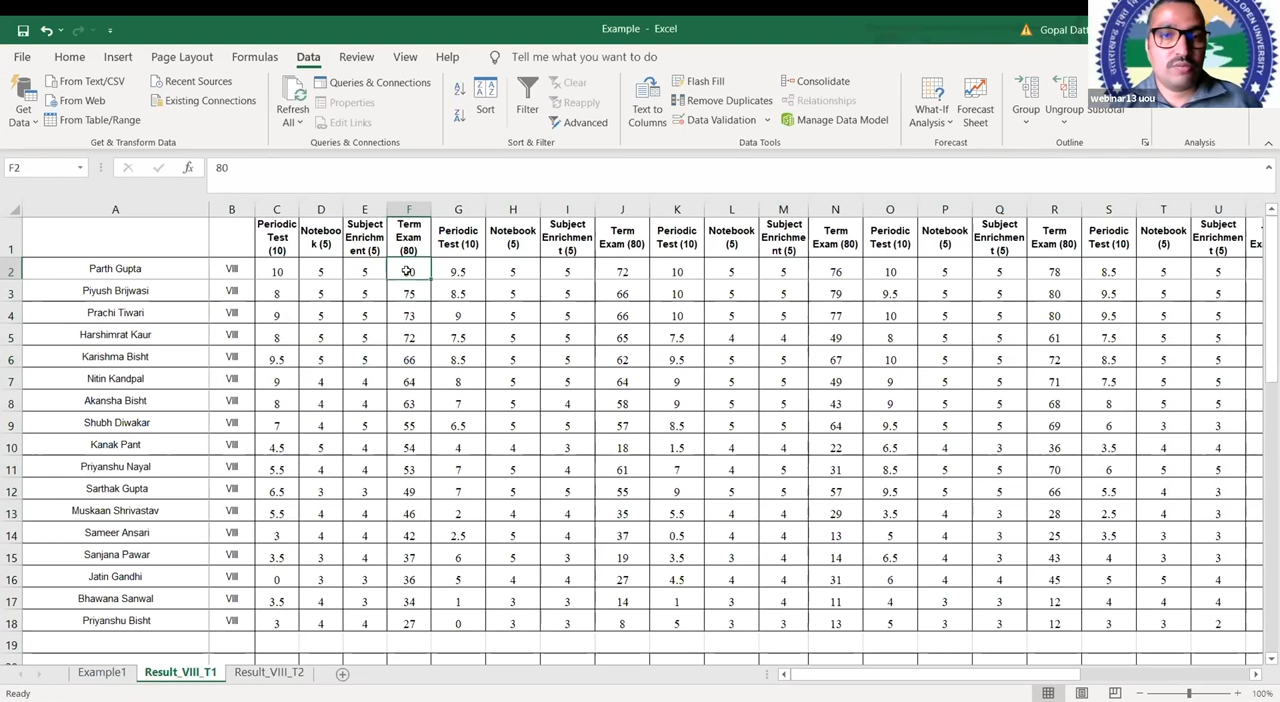 Example - Excel
Gopal Datt
File Home Insert Page Layout Formulas Data Review View Help Tell me what you want to do
Get Data
From Text/CSV
From Web
From Table/Range
Recent Sources
Existing Connections
Get & Transform Data
Refresh All
Queries & Connections
Properties
Edit Links
Queries & Connections
Sort
Filter
Clear
Reapply
Advanced
Sort & Filter
Text to Columns
Flash Fill
Remove Duplicates
Data Validation
Consolidate
Relationships
Manage Data Model
Data Tools
What-If Analysis
Forecast Sheet
Forecast
Group
Ungroup
Subtotal
Outline
Analysis
OPEN UNIVERSITY
webinar13 uou
F2 fx 80
A B C D E F G H I J K L M N O P Q R S T U
1 Periodic Test (10) Notebook (5) Subject Enrichment (5) Term Exam (80) Periodic Test (10) Notebook (5) Subject Enrichment (5) Term Exam (80) Periodic Test (10) Notebook (5) Subject Enrichment (5) Term Exam (80) Periodic Test (10) Notebook (5) Subject Enrichment (5) Term Exam (80) Periodic Test (10) Notebook (5) Subject Enrichment (5)
2 Parth Gupta VIII 10 5 5 80 9.5 5 5 72 10 5 5 76 10 5 5 78 8.5 5 5
3 Piyush Brijwasi VIII 8 5 5 75 8.5 5 5 66 10 5 5 79 9.5 5 5 80 9.5 5 5
4 Prachi Tiwari VIII 9 5 5 73 9 5 5 66 10 5 5 77 10 5 5 80 9.5 5 5
5 Harshimrat Kaur VIII 8 5 5 72 7.5 5 5 65 7.5 4 4 49 8 5 5 61 7.5 5 5
6 Karishma Bisht VIII 9.5 5 5 66 8.5 5 5 62 9.5 5 5 67 10 5 5 72 8.5 5 5
7 Nitin Kandpal VIII 9 4 4 64 8 5 5 64 9 5 5 49 9 5 5 71 7.5 5 5
8 Akansha Bisht VIII 8 4 4 63 7 5 4 58 9 5 5 43 9 5 5 68 8 5 5
9 Shubh Diwakar VIII 7 4 5 55 6.5 5 5 57 8.5 5 5 64 9.5 5 5 69 6 3 3
10 Kanak Pant VIII 4.5 5 4 54 4 4 3 18 1.5 4 4 22 6.5 4 3 36 3.5 4 4
11 Priyanshu Nayal VIII 5.5 4 4 53 7 5 4 61 7 4 5 31 8.5 5 5 70 6 5 5
12 Sarthak Gupta VIII 6.5 3 3 49 7 5 5 55 9 5 5 57 9.5 5 5 66 5.5 4 3
13 Muskaan Shrivastav VIII 5.5 4 4 46 2 5 4 35 5.5 4 5 29 3.5 4 3 28 2.5 4 3
14 Sameer Ansari VIII 3 4 4 42 2.5 5 4 37 0.5 4 4 13 5 4 3 25 3.5 4 3
15 Sanjana Pawar VIII 3.5 5 4 37 6 5 3 19 3.5 4 5 14 6.5 4 3 43 4 3 3
16 Jatin Gandhi VIII 0 3 3 36 5 4 4 27 4.5 4 4 31 6 4 4 45 5 5 4
17 Bhawana Sanwal VIII 3.5 4 3 34 1 3 3 14 1 3 4 11 4 3 3 12 4 4 4
18 Priyanshu Bisht VIII 3 4 4 27 0 3 3 8 5 3 3 13 5 3 3 12 3 3 2
19
Example1 Result_VIII_T1 Result_VIII_T2
Ready 100%